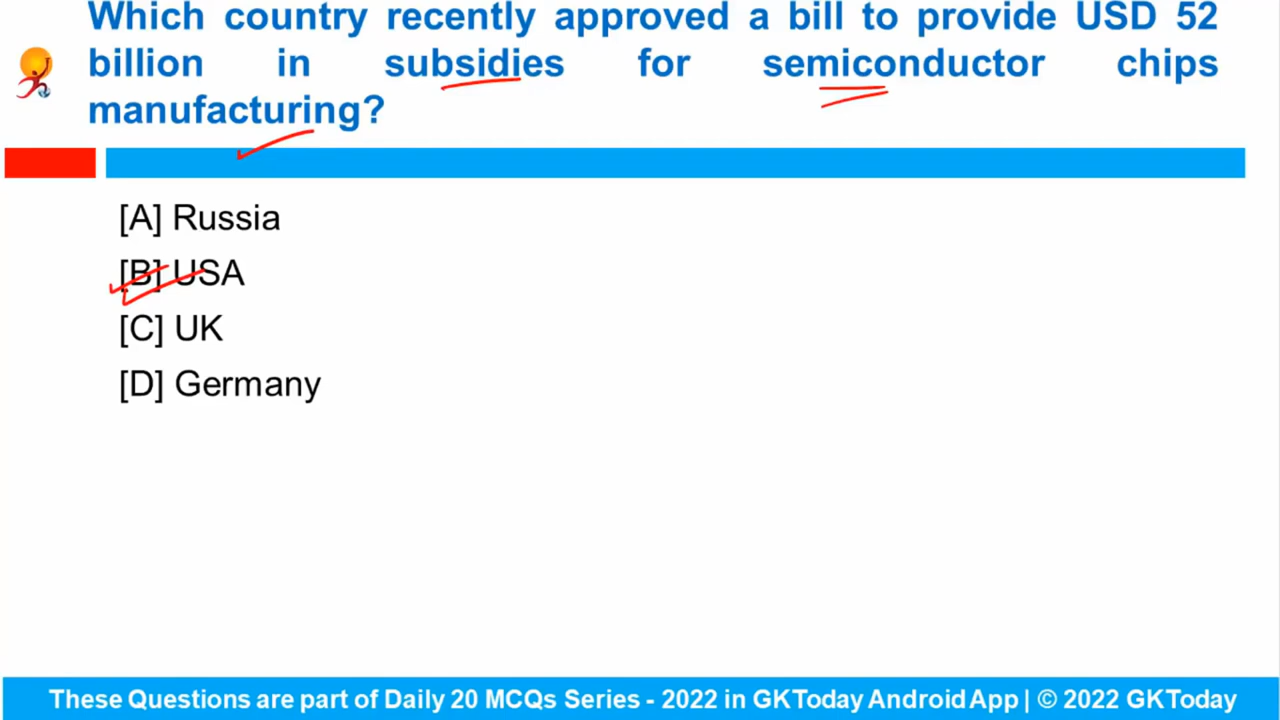 Which country recently approved a bill to provide USD 52
billion in subsidies for semiconductor chips
manufacturing?
[A] Russia
[B] USA
[C] UK
[D] Germany
These Questions are part of Daily 20 MCQs Series - 2022 in GKToday Android App | © 2022 GKToday